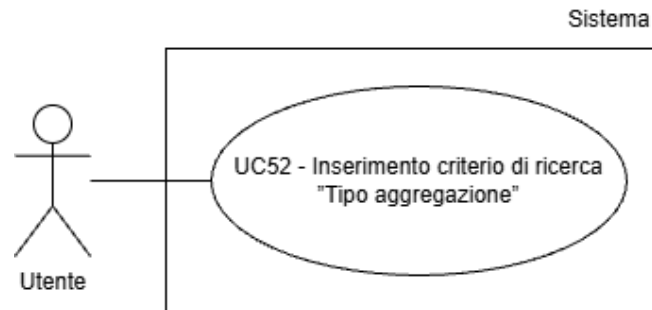 Sistema
UC52 - Inserimento criterio di ricerca
"Tipo aggregazione"
Utente